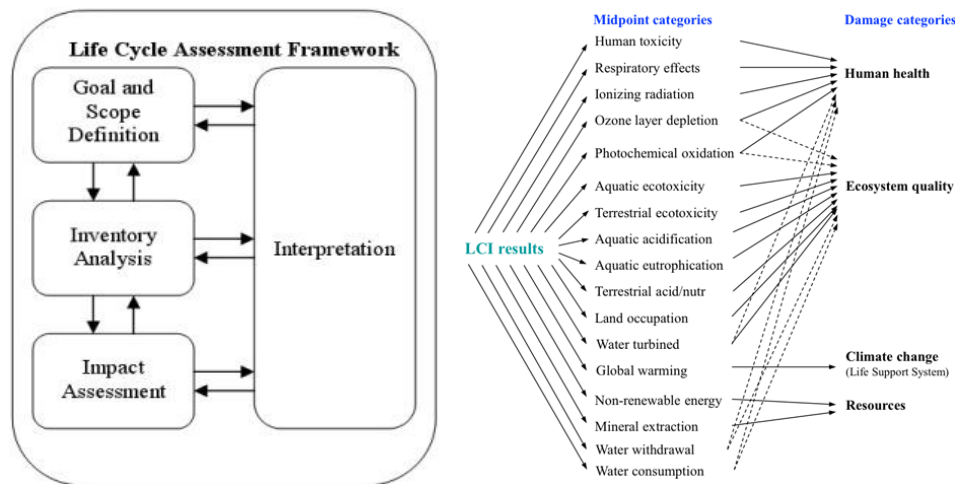 Life Cycle Assessment Framework
Goal and
Scope
Definition
Inventory
Analysis
Impact
Assessment
Interpretation
Midpoint categories
Damage categories
LCI results
Human toxicity
Respiratory effects
Ionizing radiation
Ozone layer depletion
Photochemical oxidation
Aquatic ecotoxicity
Terrestrial ecotoxicity
Aquatic acidification
Aquatic eutrophication
Terrestrial acid/nutr
Land occupation
Water turbined
Global warming
Non-renewable energy
Mineral extraction
Water withdrawal
Water consumption
Human health
Ecosystem quality
Climate change
(Life Support System)
Resources